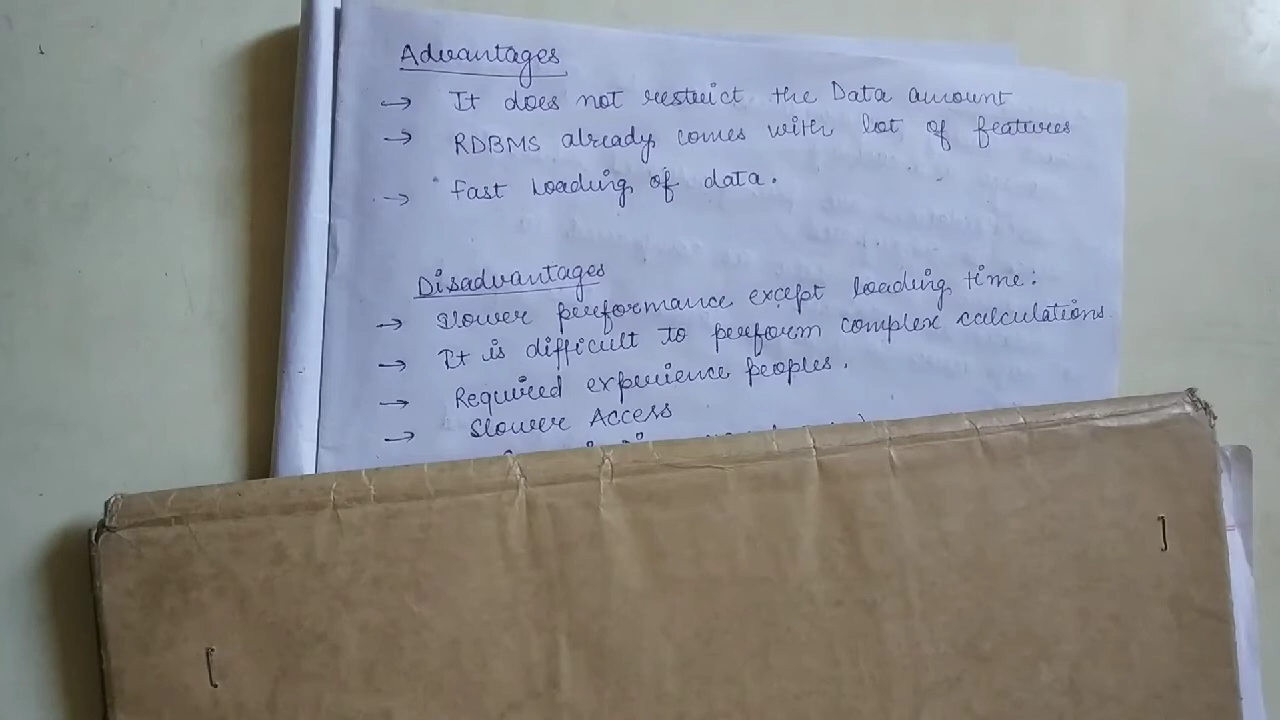 Advantages
→ It does not restrict the Data amount
→ RDBMS already comes with lot of features
→ Fast Loading of data.
Disadvantages
→ Slower performance except loading time:
→ It is difficult to perform complex calculations.
→ Required experience peoples.
→ Slower Access